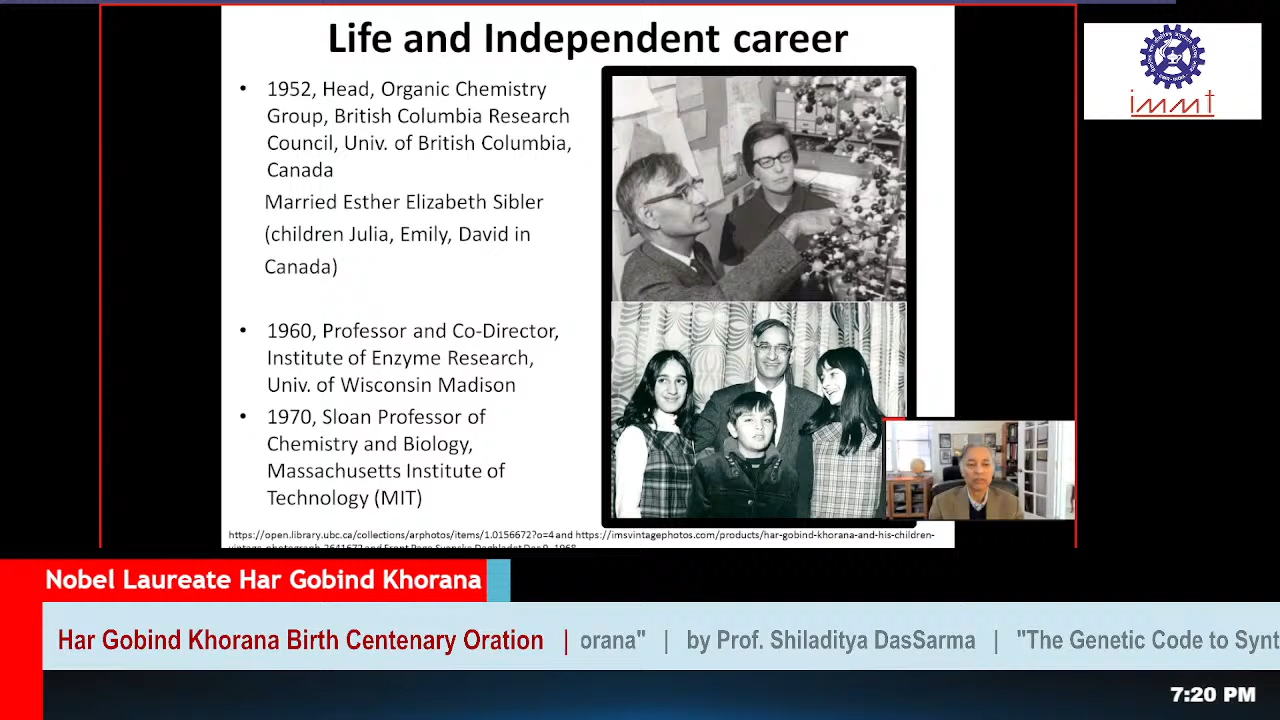 Life and Independent career
• 1952, Head, Organic Chemistry
Group, British Columbia Research
Council, Univ. of British Columbia,
Canada
Married Esther Elizabeth Sibler
(children Julia, Emily, David in
Canada)
• 1960, Professor and Co-Director,
Institute of Enzyme Research,
Univ. of Wisconsin Madison
• 1970, Sloan Professor of
Chemistry and Biology,
Massachusetts Institute of
Technology (MIT)
https://open.library.ubc.ca/collections/arphotos/items/1.0156672?o=4 and https://imsvintagephotos.com/products/har-gobind-khorana-and-his-children-
immt
Nobel Laureate Har Gobind Khorana
Har Gobind Khorana Birth Centenary Oration | orana" | by Prof. Shiladitya DasSarma | "The Genetic Code to Synt
7:20 PM